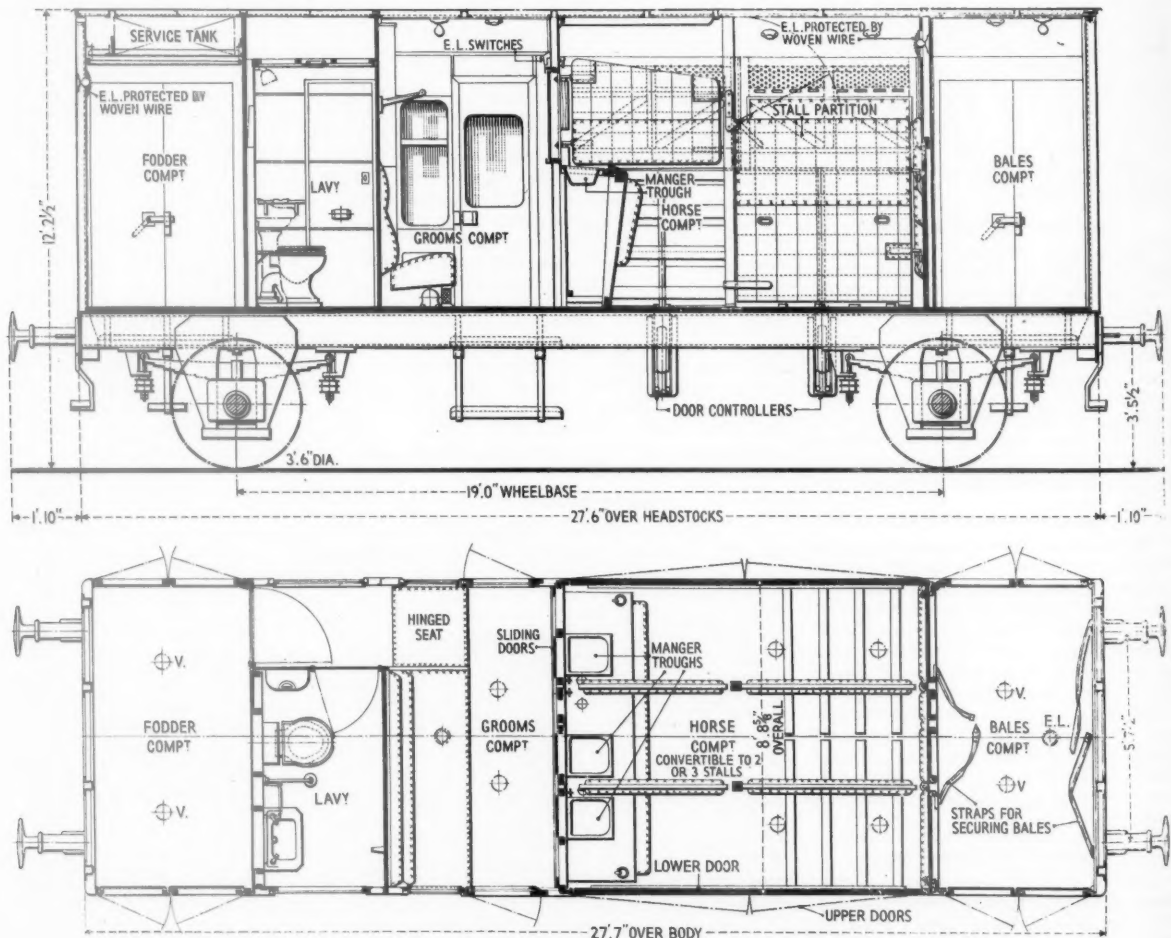 SERVICE TANK
E.L. SWITCHES
E.L. PROTECTED BY
WOVEN WIRE
E.L. PROTECTED BY
WOVEN WIRE
STALL PARTITION
FODDER
COMPT
LAVY
GROOMS COMPT
MANGER
TROUGH
HORSE
COMPT
BALES
COMPT
12'.2½"
DOOR CONTROLLERS
3'.5½"
3'.6" DIA.
19'.0" WHEELBASE
1'.10"
27'.6" OVER HEADSTOCKS
1'.10"
HINGED
SEAT
SLIDING
DOORS
MANGER
TROUGHS
V.
V.
FODDER
COMPT
GROOMS
COMPT
HORSE
COMPT
CONVERTIBLE TO 2
OR 3 STALLS
8'.8⅝"
OVERALL
BALES
COMPT
E.L.
5'.7½"
V.
V.
LAVY
STRAPS FOR
SECURING BALES
LOWER DOOR
UPPER DOORS
27'.7" OVER BODY